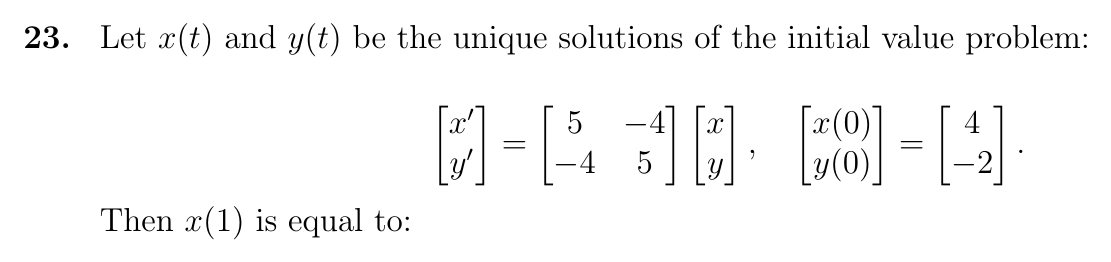 23. Let x(t) and y(t) be the unique solutions of the initial value problem:
[x′ y′] = [5 −4 −4 5] [x y], [x(0) y(0)] = [4 −2].
Then x(1) is equal to: